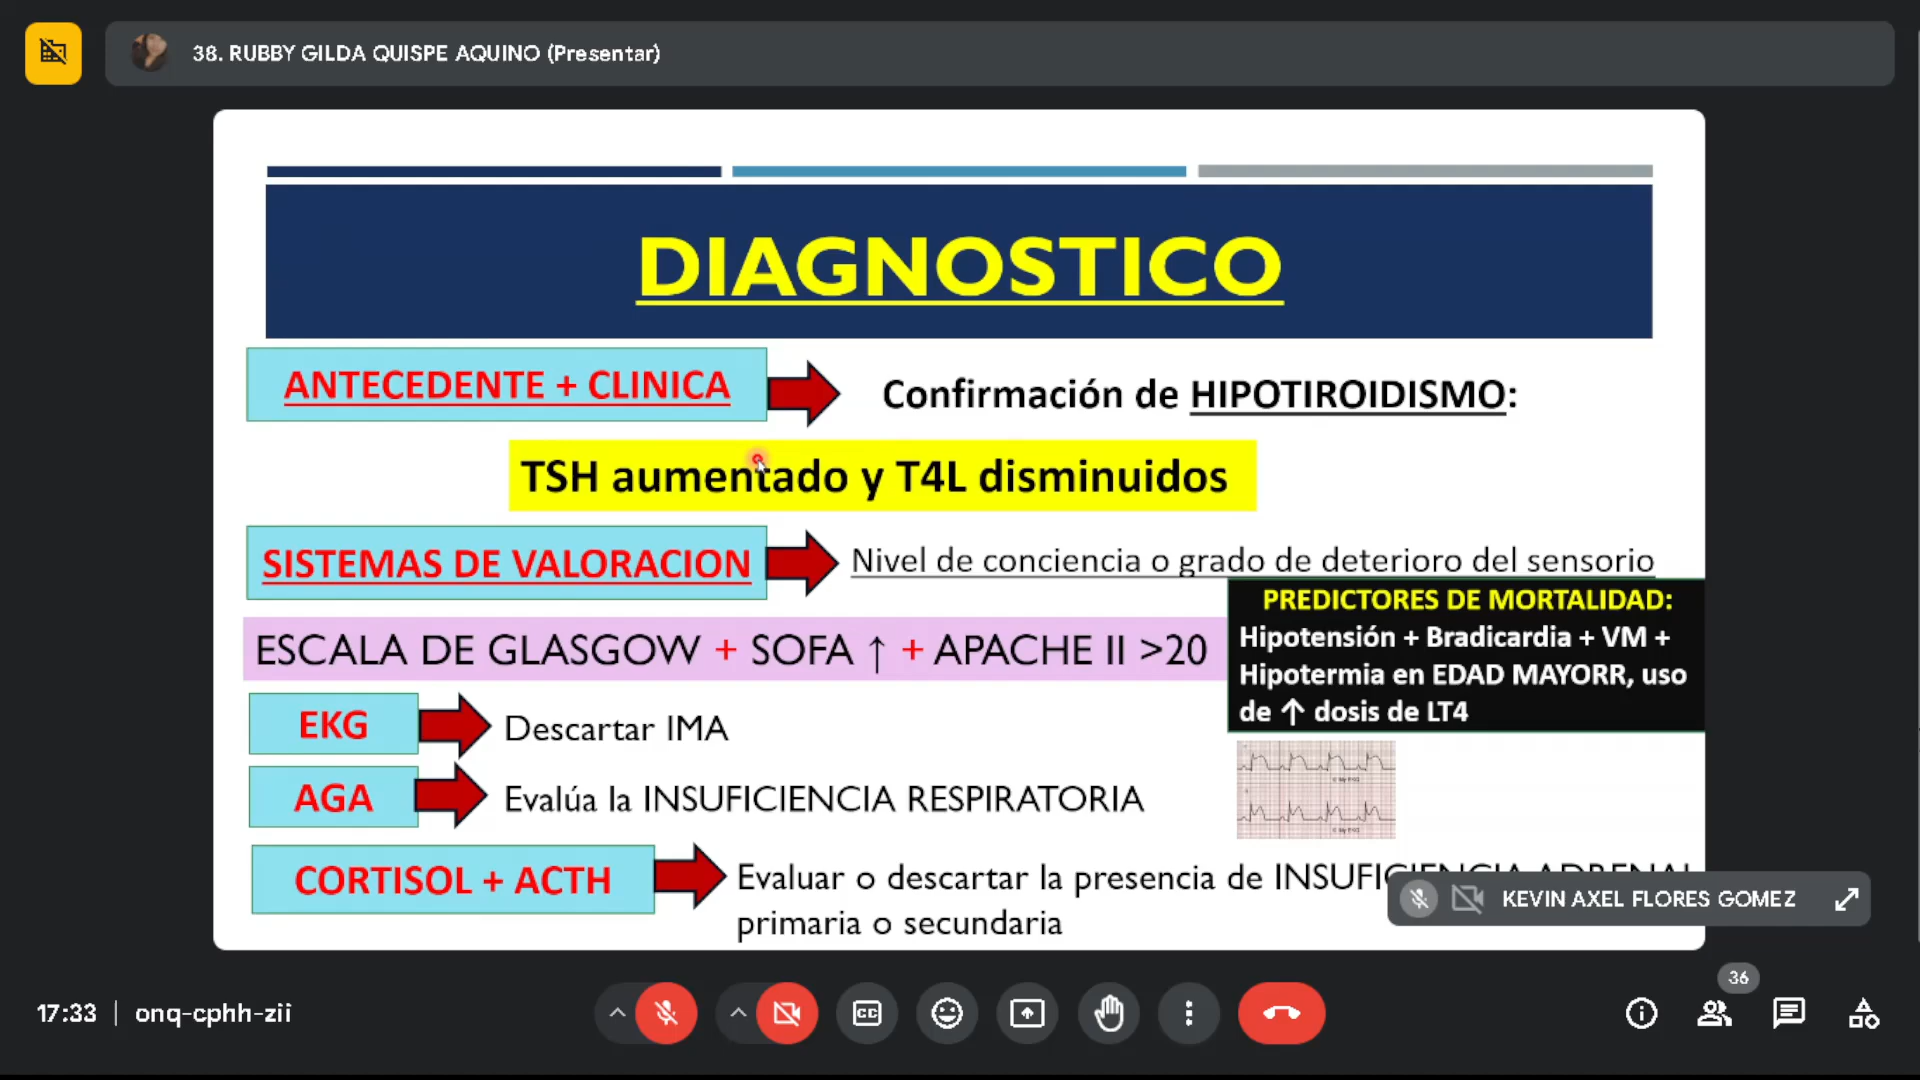 38. RUBBY GILDA QUISPE AQUINO (Presentar)
DIAGNOSTICO
ANTECEDENTE + CLINICA
Confirmación de HIPOTIROIDISMO:
TSH aumentado y T4L disminuidos
SISTEMAS DE VALORACION
Nivel de conciencia o grado de deterioro del sensorio
ESCALA DE GLASGOW + SOFA ↑ + APACHE II >20
PREDICTORES DE MORTALIDAD:
Hipotensión + Bradicardia + VM +
Hipotermia en EDAD MAYORR, uso
de ↑ dosis de LT4
EKG
Descartar IMA
AGA
Evalúa la INSUFICIENCIA RESPIRATORIA
CORTISOL + ACTH
Evaluar o descartar la presencia de INSUFICIENCIA ADRENAL
primaria o secundaria
KEVIN AXEL FLORES GOMEZ
36
17:33 | onq-cphh-zii
CC